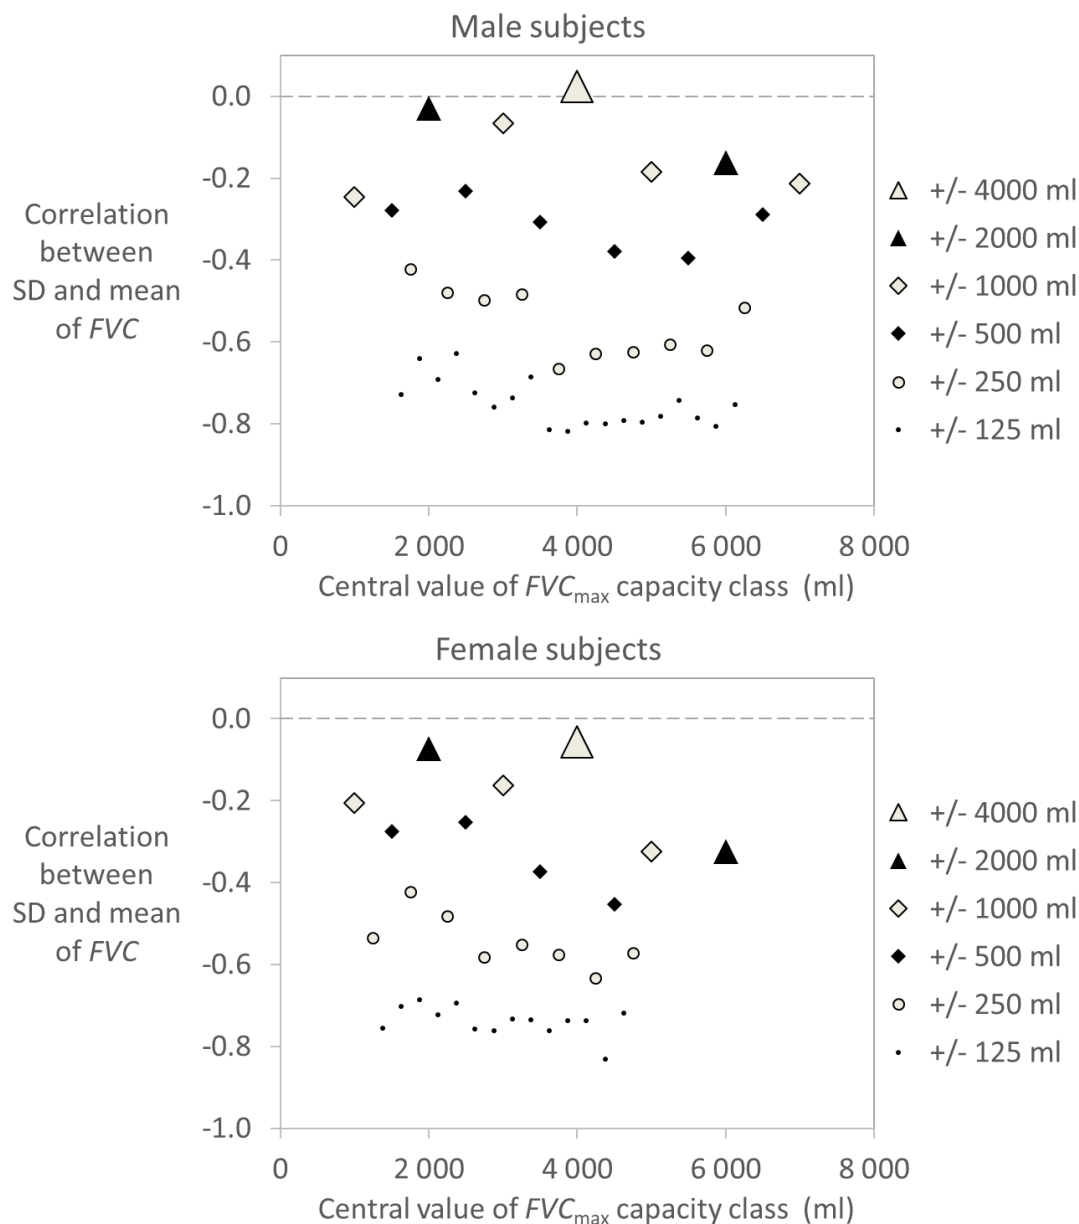 Male subjects
0.0
-0.2
-0.4
-0.6
-0.8
-1.0
Correlation
between
SD and mean
of FVC
+/- 4000 ml
+/- 2000 ml
+/- 1000 ml
+/- 500 ml
+/- 250 ml
+/- 125 ml
0 2 000 4 000 6 000 8 000
Central value of FVCmax capacity class (ml)
Female subjects
0.0
-0.2
-0.4
-0.6
-0.8
-1.0
Correlation
between
SD and mean
of FVC
+/- 4000 ml
+/- 2000 ml
+/- 1000 ml
+/- 500 ml
+/- 250 ml
+/- 125 ml
0 2 000 4 000 6 000 8 000
Central value of FVCmax capacity class (ml)